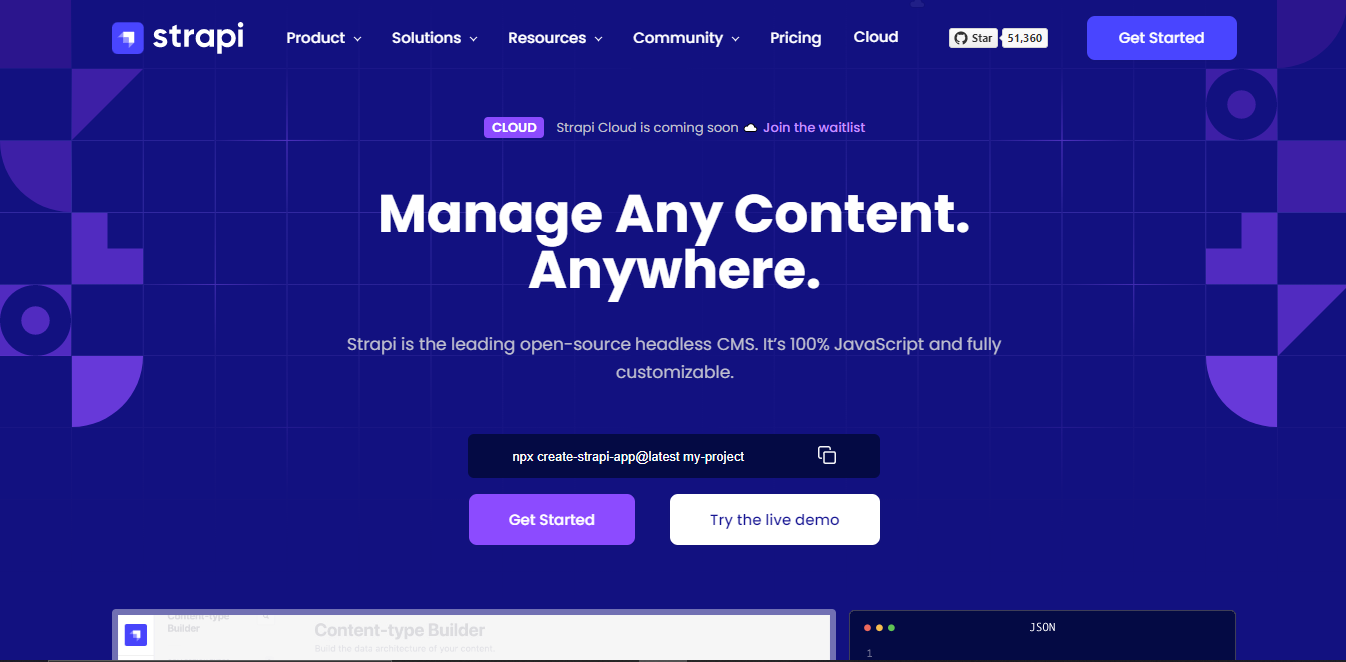 strapi
Product
Solutions
Resources
Community
Pricing
Cloud
Star
51,360
Get Started
CLOUD Strapi Cloud is coming soon Join the waitlist
Manage Any Content.
Anywhere.
Strapi is the leading open-source headless CMS. It’s 100% JavaScript and fully
customizable.
npx create-strapi-app@latest my-project
Get Started
Try the live demo
Content-type
Builder
Content-type Builder
Build the data architecture of your content.
JSON
1